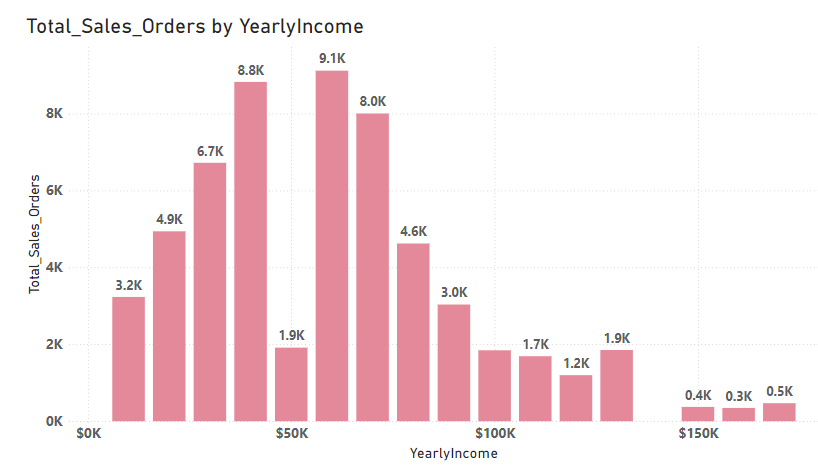 Total_Sales_Orders by YearlyIncome
9.1K
8.8K
8.0K
8K
6.7K
6K
4.9K
4.6K
4K
3.2K
3.0K
2K
1.9K
1.7K
1.9K
1.2K
0.4K
0.3K
0.5K
0K
$0K
$50K
$100K
$150K
Total_Sales_Orders
YearlyIncome